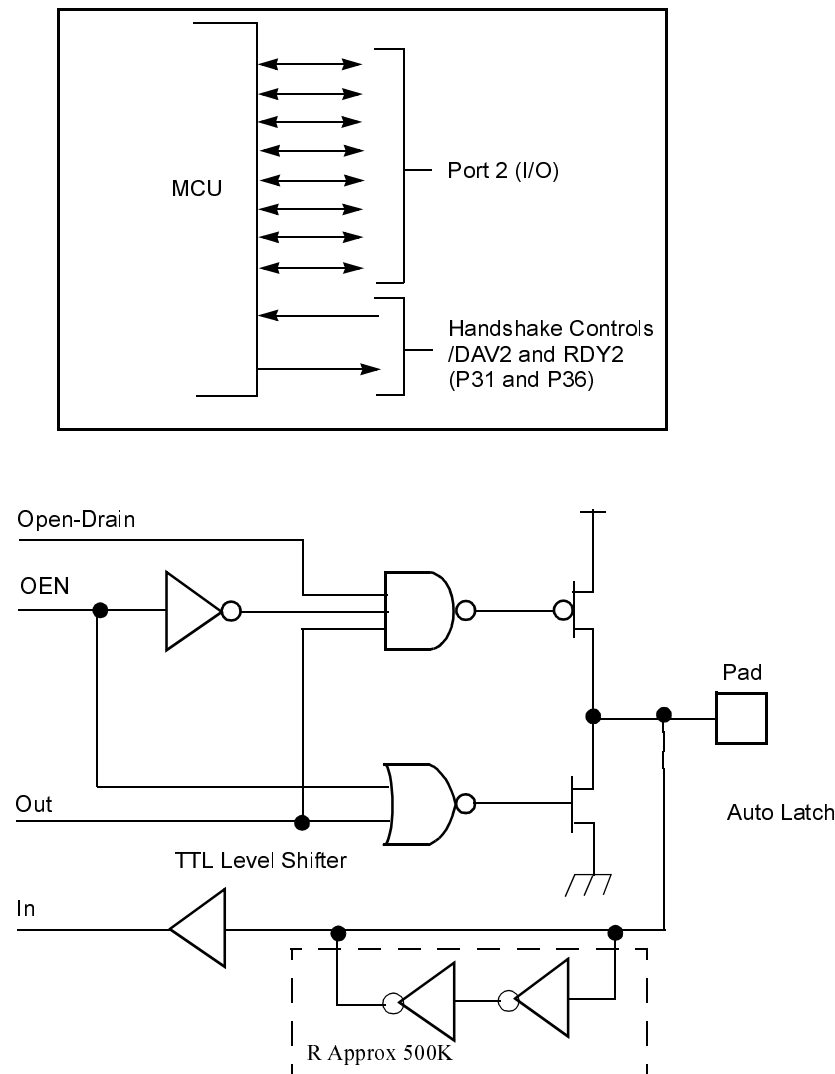 MCU
Port 2 (I/O)
Handshake Controls
/DAV2 and RDY2
(P31 and P36)
Open-Drain
OEN
Pad
Out
Auto Latch
TTL Level Shifter
In
R Approx 500K